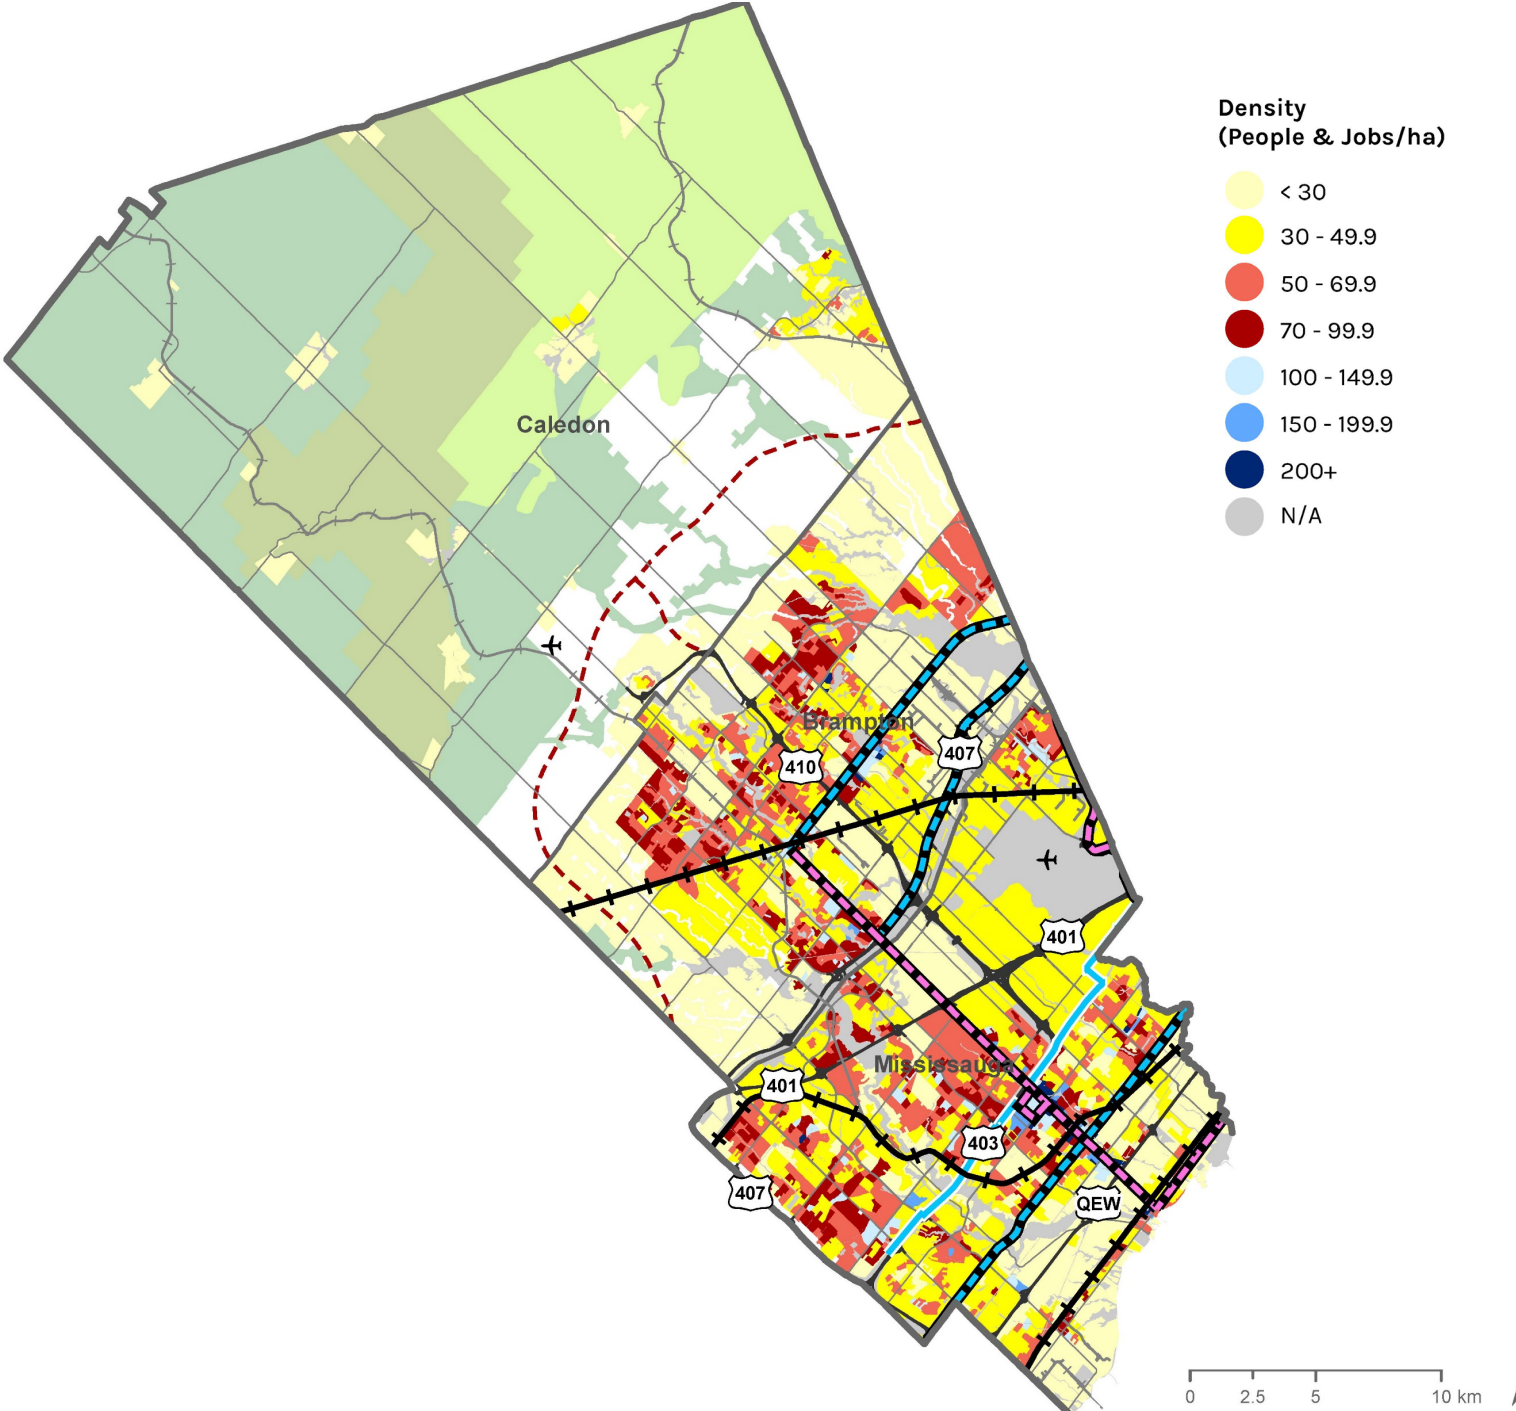 Density
(People & Jobs/ha)
< 30
30 - 49.9
50 - 69.9
70 - 99.9
100 - 149.9
150 - 199.9
200+
N/A
Caledon
Brampton
410
407
401
Mississauga
401
403
407
QEW
0 2.5 5 10 km